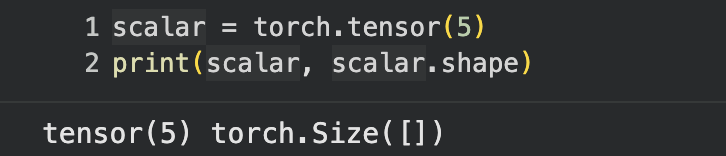 1 scalar = torch.tensor(5)
2 print(scalar, scalar.shape)
tensor(5) torch.Size([])